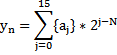 yₙ = ∑_{j=0}^{15} {aⱼ} * 2^{j−N}